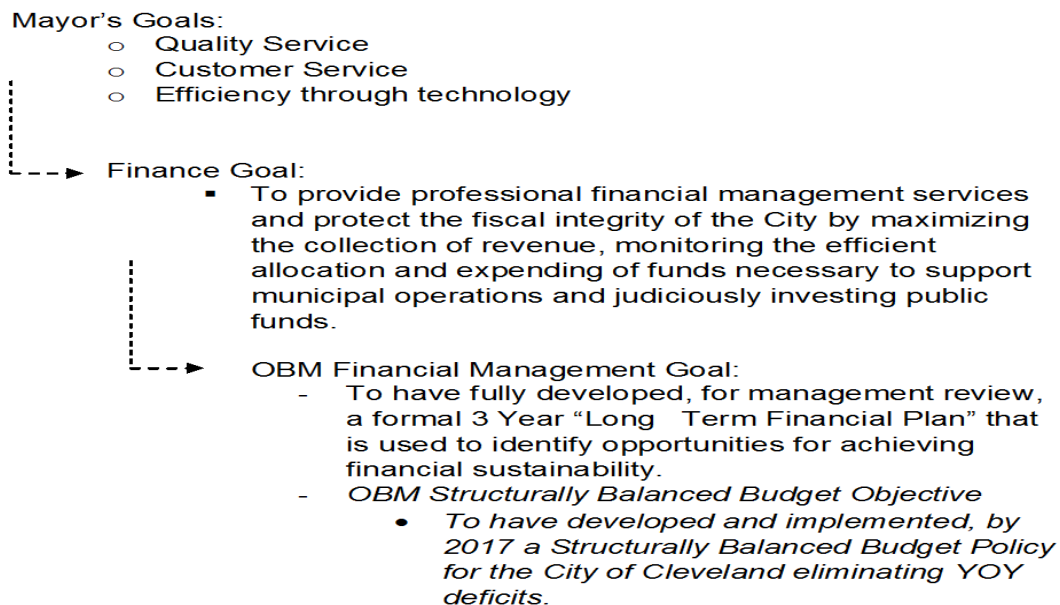 Mayor's Goals:
o Quality Service
o Customer Service
o Efficiency through technology
Finance Goal:
▪ To provide professional financial management services
and protect the fiscal integrity of the City by maximizing
the collection of revenue, monitoring the efficient
allocation and expending of funds necessary to support
municipal operations and judiciously investing public
funds.
OBM Financial Management Goal:
- To have fully developed, for management review,
a formal 3 Year “Long   Term Financial Plan” that
is used to identify opportunities for achieving
financial sustainability.
- OBM Structurally Balanced Budget Objective
• To have developed and implemented, by
2017 a Structurally Balanced Budget Policy
for the City of Cleveland eliminating YOY
deficits.